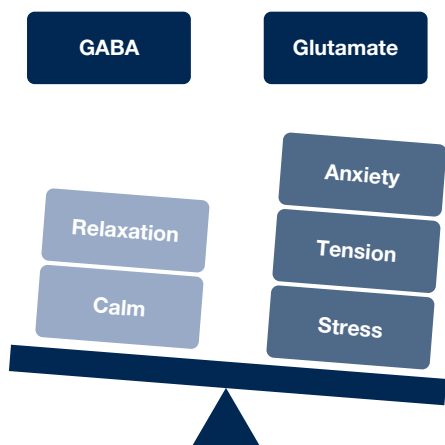 GABA
Glutamate
Relaxation
Calm
Anxiety
Tension
Stress